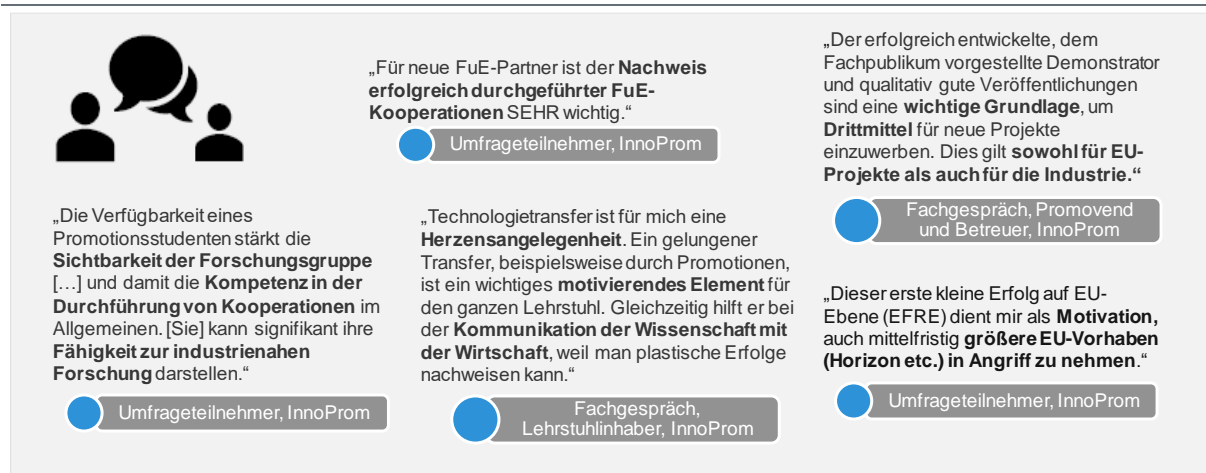 „Für neue FuE-Partner ist der Nachweis
erfolgreich durchgeführter FuE-
Kooperationen SEHR wichtig.“
Umfrageteilnehmer, InnoProm
„Der erfolgreich entwickelte, dem
Fachpublikum vorgestellte Demonstrator
und qualitativ gute Veröffentlichungen
sind eine wichtige Grundlage, um
Drittmittel für neue Projekte
einzuwerben. Dies gilt sowohl für EU-
Projekte als auch für die Industrie.“
Fachgespräch, Promovend
und Betreuer, InnoProm
„Die Verfügbarkeit eines
Promotionsstudenten stärkt die
Sichtbarkeit der Forschungsgruppe
[…] und damit die Kompetenz in der
Durchführung von Kooperationen im
Allgemeinen. [Sie] kann signifikant ihre
Fähigkeit zur industrienahen
Forschung darstellen.“
Umfrageteilnehmer, InnoProm
„Technologietransfer ist für mich eine
Herzensangelegenheit. Ein gelungener
Transfer, beispielsweise durch Promotionen,
ist ein wichtiges motivierendes Element für
den ganzen Lehrstuhl. Gleichzeitig hilft er bei
der Kommunikation der Wissenschaft mit
der Wirtschaft, weil man plastische Erfolge
nachweisen kann.“
Fachgespräch,
Lehrstuhlinhaber, InnoProm
„Dieser erste kleine Erfolg auf EU-
Ebene (EFRE) dient mir als Motivation,
auch mittelfristig größere EU-Vorhaben
(Horizon etc.) in Angriff zu nehmen.“
Umfrageteilnehmer, InnoProm